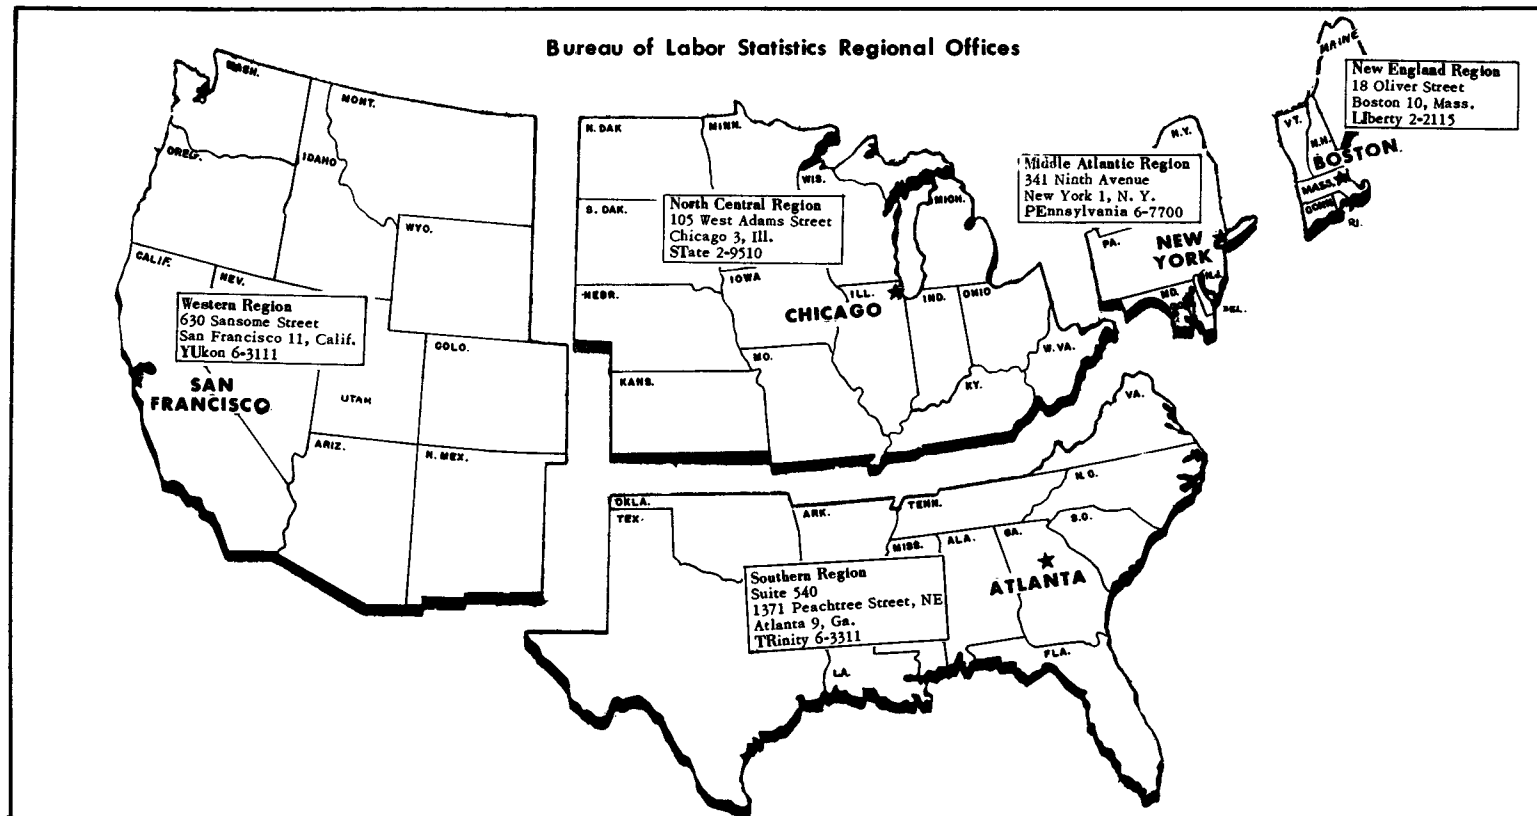 Bureau of Labor Statistics Regional Offices
New England Region
18 Oliver Street
Boston 10, Mass.
LIberty 2-2115
Middle Atlantic Region
341 Ninth Avenue
New York 1, N. Y.
PEnnsylvania 6-7700
North Central Region
105 West Adams Street
Chicago 3, Ill.
STate 2-9510
Western Region
630 Sansome Street
San Francisco 11, Calif.
YUkon 6-3111
Southern Region
Suite 540
1371 Peachtree Street, NE
Atlanta 9, Ga.
TRinity 6-3311
WASH.
MONT.
OREG.
IDAHO
WYO.
CALIF.
NEV.
COLO.
UTAH
ARIZ.
N. MEX.
SAN
FRANCISCO
N. DAK
MINN.
S. DAK.
WIS.
MICH.
NEBR.
IOWA
ILL.
IND.
OHIO
CHICAGO
KANS.
MO.
KY.
W. VA.
MAINE
VT.
N.H.
BOSTON
MASS.
CONN.
R.I.
N.Y.
PA.
NEW
YORK
N.J.
MD.
DEL.
VA.
OKLA.
TEX.
ARK.
TENN.
N. C.
S.C.
MISS.
ALA.
GA.
ATLANTA
LA.
FLA.